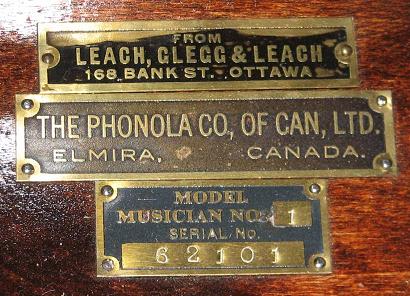 FROM
LEACH, GLEGG & LEACH
168 BANK ST. OTTAWA
THE PHONOLA CO, OF CAN, LTD.
ELMIRA, CANADA.
MODEL
MUSICIAN NO. 1
SERIAL. No.
62101